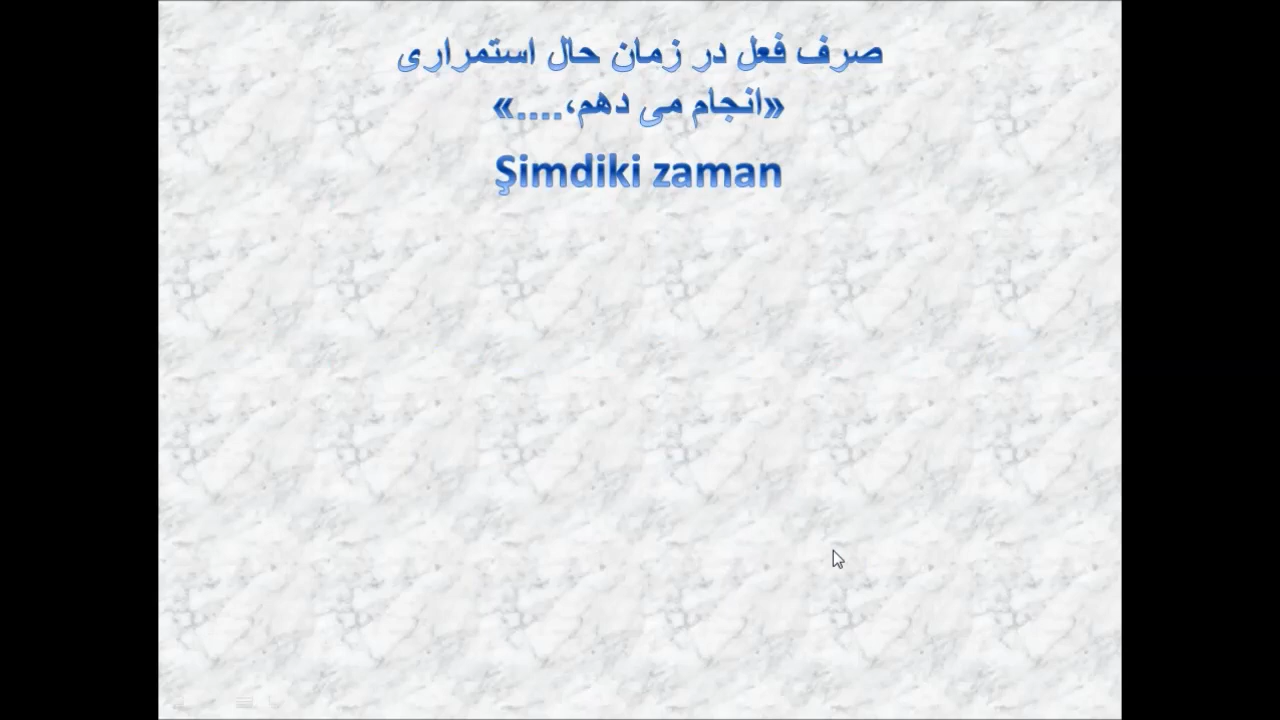 صرف فعل در زمان حال استمراری
«انجام می دهم،....»
Şimdiki zaman